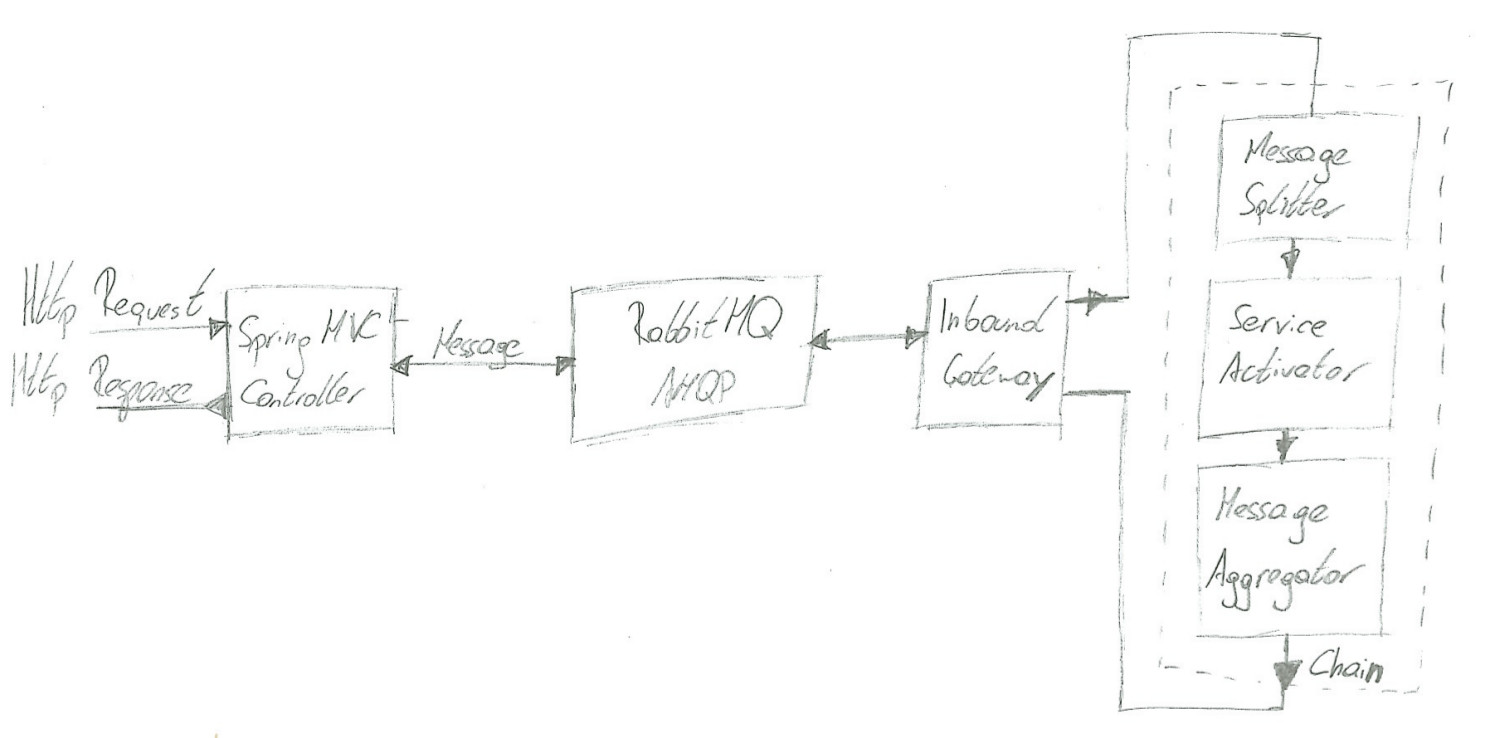 Http Request
Http Response
Spring MVC
Controller
Message
RabbitMQ
AMQP
Inbound
Gateway
Message
Splitter
Service
Activator
Message
Aggregator
Chain